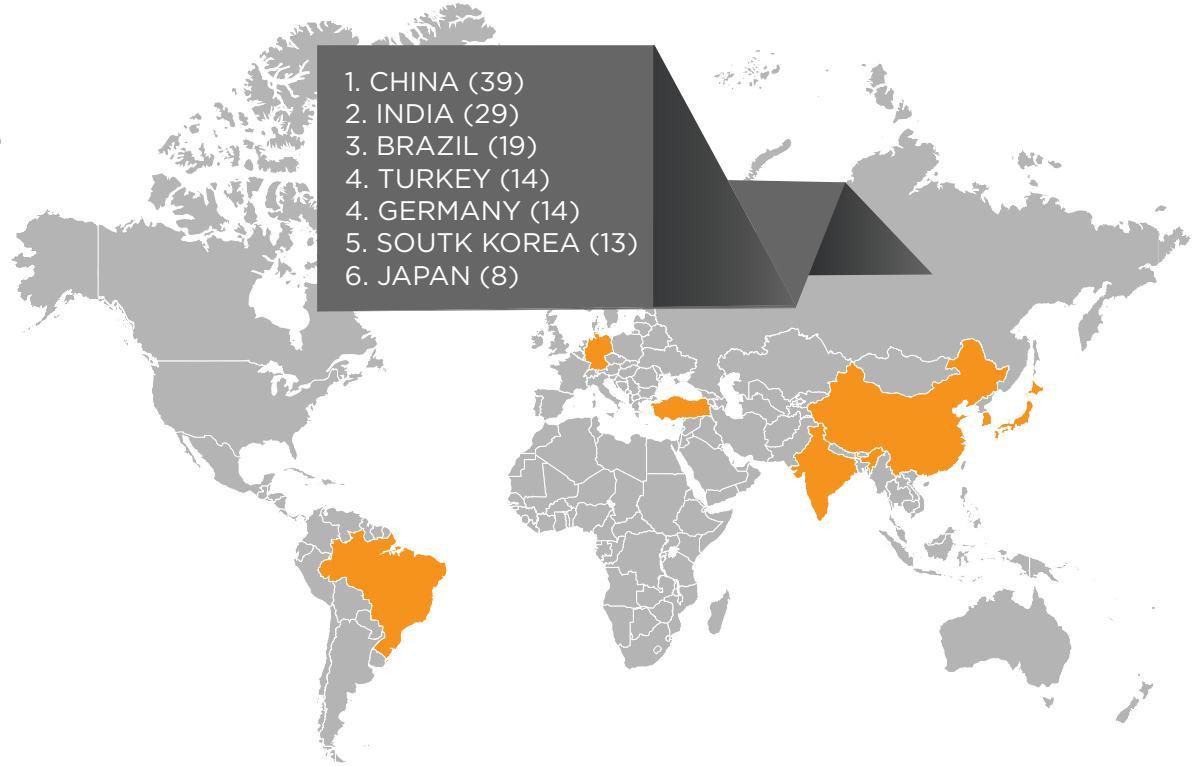 1. CHINA (39)
2. INDIA (29)
3. BRAZIL (19)
4. TURKEY (14)
4. GERMANY (14)
5. SOUTK KOREA (13)
6. JAPAN (8)